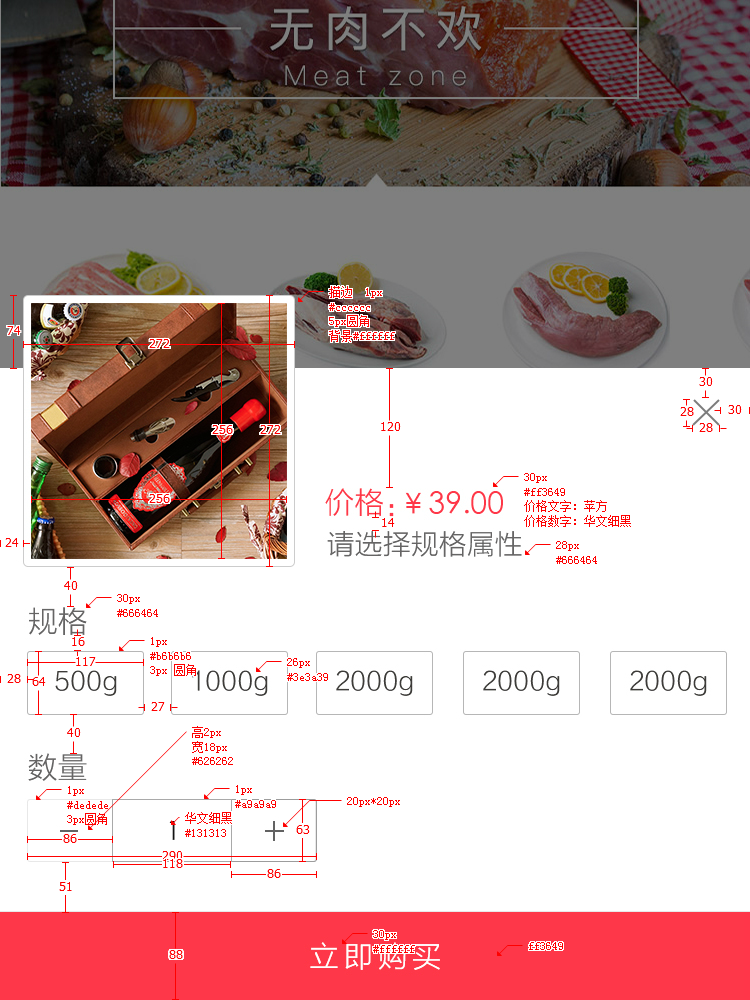 无肉不欢
Meat zone
描边 1px
#cccccc
5px圆角
背景#ffffff
74
272
30
28
30
28
120
256
272
256
价格:￥39.00
30px
#ff3649
价格文字：苹方
价格数字：华文细黑
14
请选择规格属性
28px
#666464
24
40
30px
#666464
规格
16
1px
#b6b6b6
3px 圆角
117
26px
#3e3a39
28
64
500g
1000g
2000g
2000g
2000g
27
40
高2px
宽18px
#626262
数量
1px
#dedede
3px圆角
1px
#a9a9a9
20px*20px
华文细黑
#131313
1
63
86
290
118
86
51
88
30px
#ffffff
立即购买
ff3649